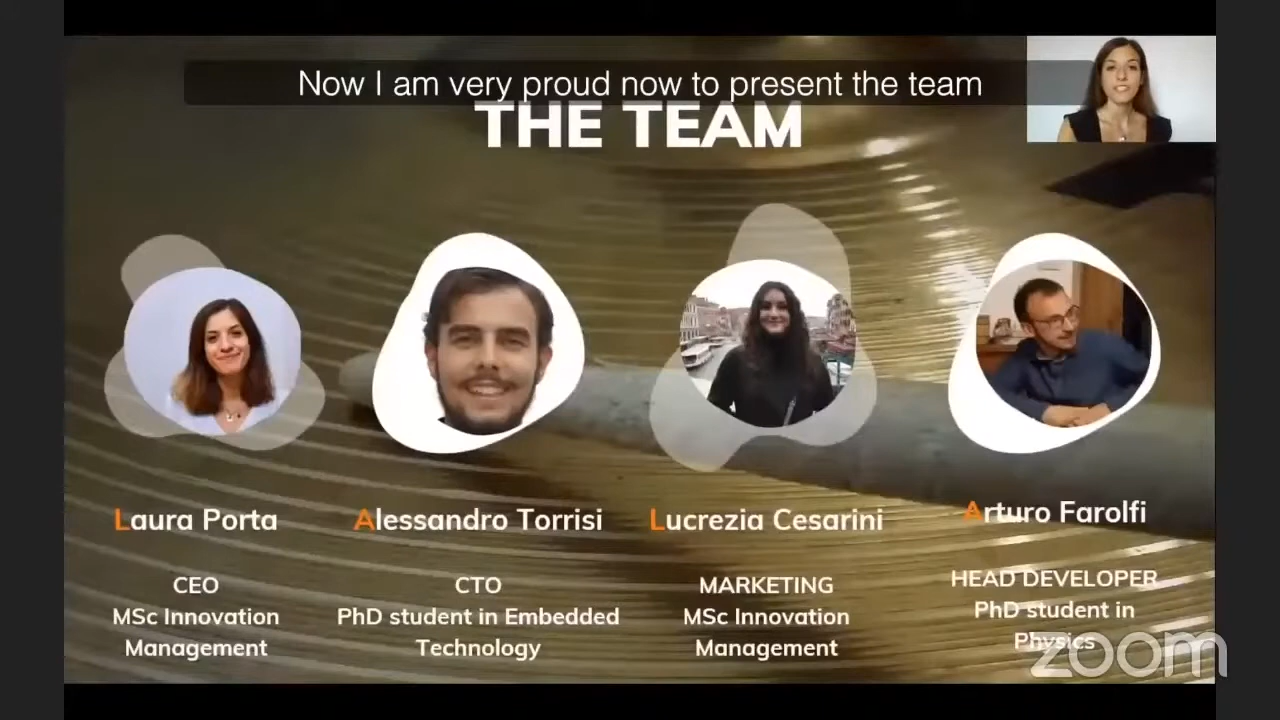 Now I am very proud now to present the team
THE TEAM
Laura Porta
CEO
MSc Innovation
Management
Alessandro Torrisi
CTO
PhD student in Embedded
Technology
Lucrezia Cesarini
MARKETING
MSc Innovation
Management
Arturo Farolfi
HEAD DEVELOPER
PhD student in
Physics
zoom